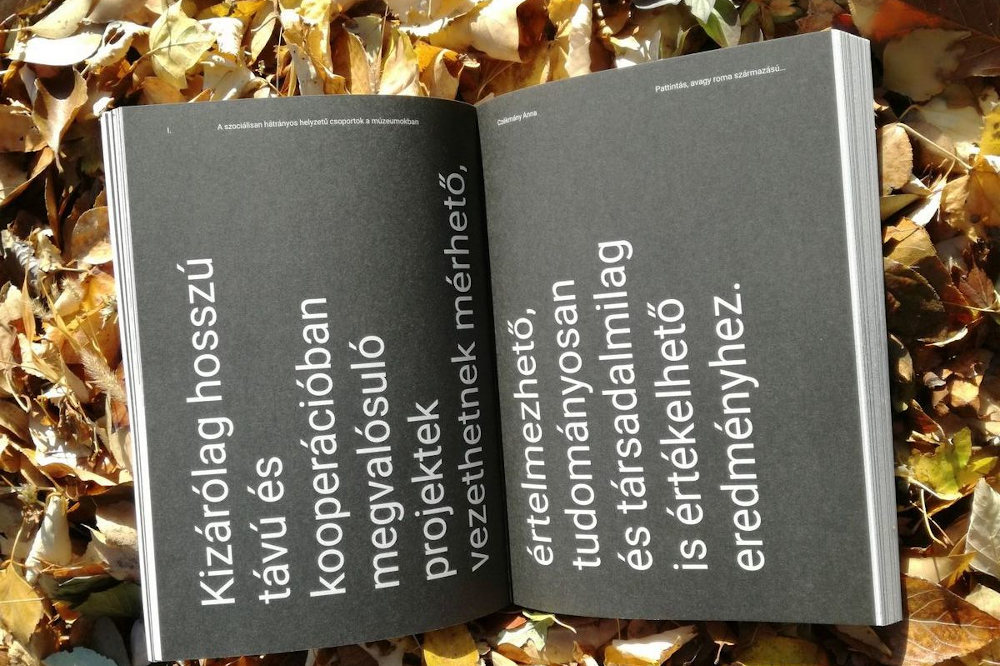 I.
A szociálisan hátrányos helyzetű csoportok a múzeumokban
Kizárólag hosszú
távú és
kooperációban
megvalósuló
projektek
vezethetnek mérhető,
Csákmány Anna
Pattintás, avagy roma származású...
értelmezhető,
tudományosan
és társadalmilag
is értékelhető
eredményhez.